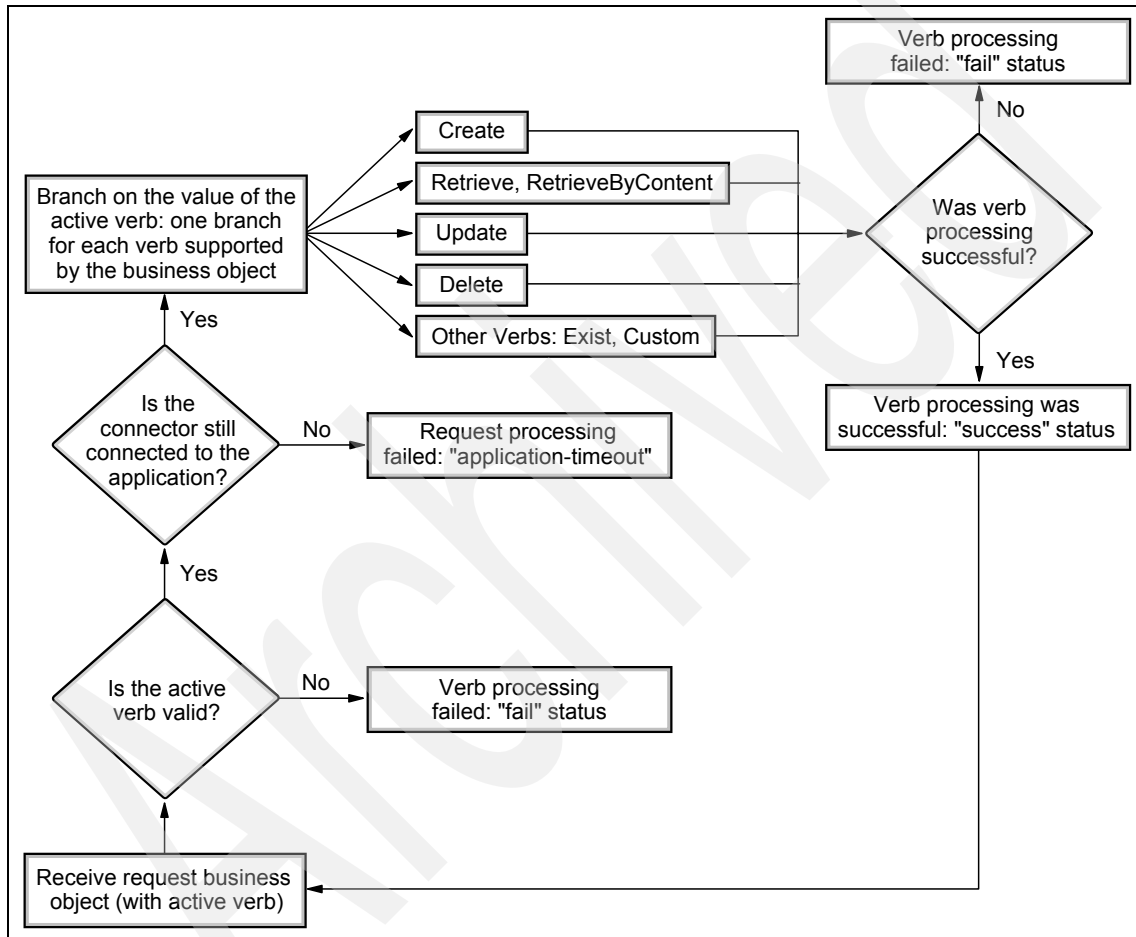 Verb processing
failed: "fail" status
No
Create
Retrieve, RetrieveByContent
Update
Delete
Other Verbs: Exist, Custom
Branch on the value of the
active verb: one branch
for each verb supported
by the business object
Was verb
processing
successful?
Yes
Yes
Verb processing was
successful: "success" status
Is the
connector still
connected to the
application?
No
Request processing
failed: "application-timeout"
Yes
Is the active
verb valid?
No
Verb processing
failed: "fail" status
Receive request business
object (with active verb)
Archived